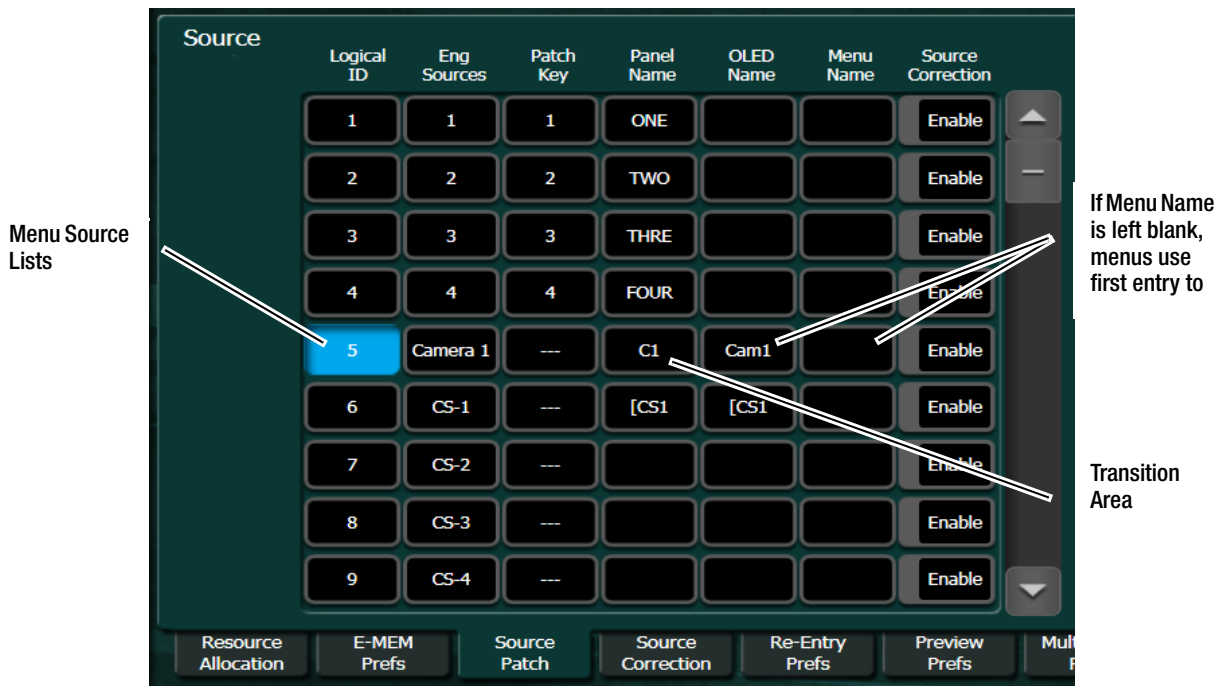 Source
Logical ID Eng Sources Patch Key Panel Name OLED Name Menu Name Source Correction
1 1 1 ONE Enable
2 2 2 TWO Enable
3 3 3 THRE Enable
4 4 4 FOUR Enable
5 Camera 1 --- C1 Cam1 Enable
6 CS-1 --- [CS1 [CS1 Enable
7 CS-2 --- Enable
8 CS-3 --- Enable
9 CS-4 --- Enable
Resource Allocation E-MEM Prefs Source Patch Source Correction Re-Entry Prefs Preview Prefs
Menu Source
Lists
If Menu Name
is left blank,
menus use
first entry to
Transition
Area